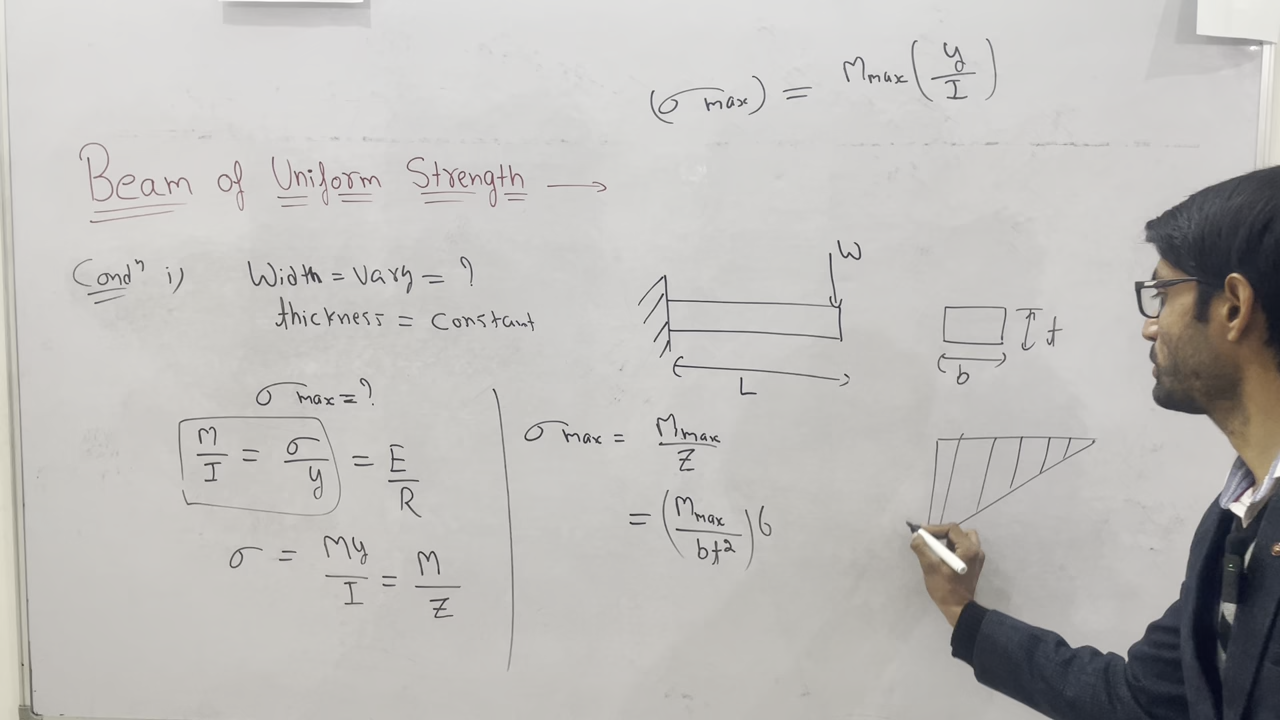 (σ max) = Mmax(y/I)
Beam of Uniform Strength →
Condⁿ i) Width = vary = ?
thickness = constant
W
L
t
b
σ max = ?
M/I = σ/y = E/R
σ = My/I = M/Z
σ max = Mmax/Z
= (Mmax/bt²)6